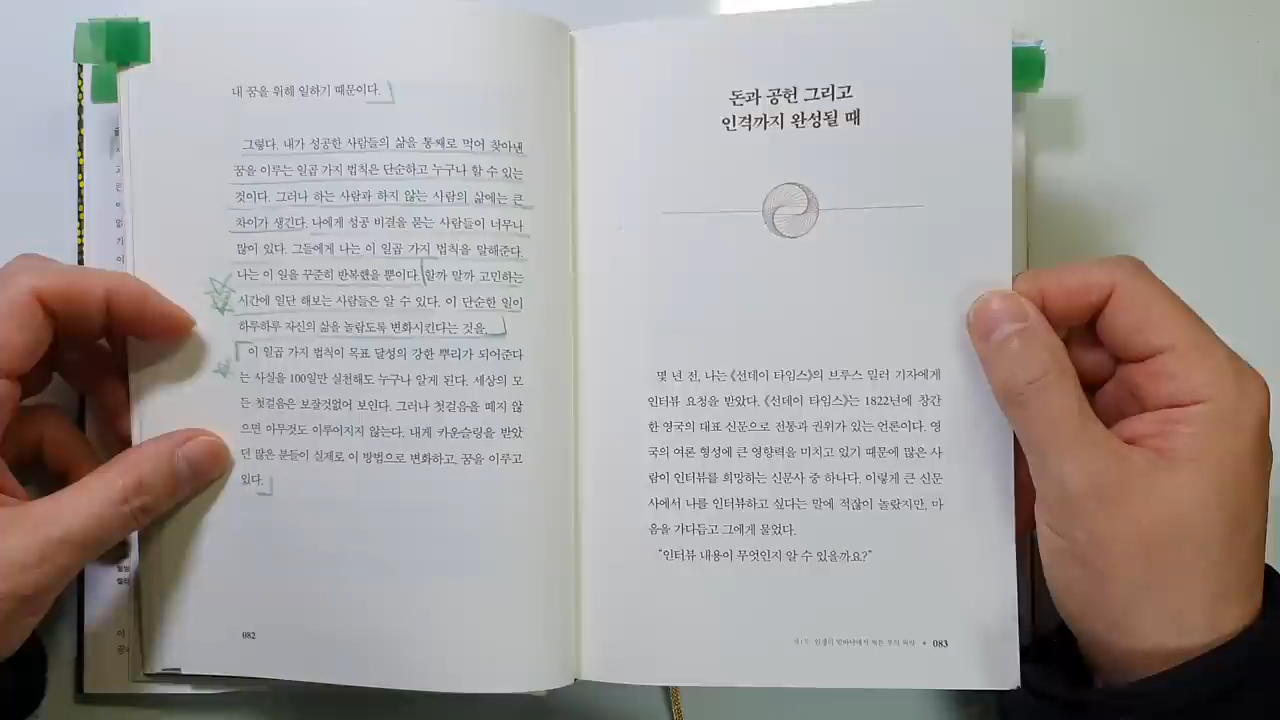 내 꿈을 위해 일하기 때문이다.
그렇다. 내가 성공한 사람들의 삶을 통째로 먹어 찾아낸
꿈을 이루는 일곱 가지 법칙은 단순하고 누구나 할 수 있는
것이다. 그러나 하는 사람과 하지 않는 사람의 삶에는 큰
차이가 생긴다. 나에게 성공 비결을 묻는 사람들이 너무나
많이 있다. 그들에게 나는 이 일곱 가지 법칙을 말해준다.
나는 이 일을 꾸준히 반복했을 뿐이다. 할까 말까 고민하는
시간에 일단 해보는 사람들은 알 수 있다. 이 단순한 일이
하루하루 자신의 삶을 놀랍도록 변화시킨다는 것을.
이 일곱 가지 법칙이 목표 달성의 강한 뿌리가 되어준다
는 사실을 100일만 실천해도 누구나 알게 된다. 세상의 모
든 첫걸음은 보잘것없어 보인다. 그러나 첫걸음을 떼지 않
으면 아무것도 이루어지지 않는다. 내게 카운슬링을 받았
던 많은 분들이 실제로 이 방법으로 변화하고, 꿈을 이루고
있다.
082
돈과 공헌 그리고
인격까지 완성될 때
몇 년 전, 나는 《선데이 타임스》의 브루스 밀러 기자에게
인터뷰 요청을 받았다. 《선데이 타임스》는 1822년에 창간
한 영국의 대표 신문으로 전통과 권위가 있는 언론이다. 영
국의 여론 형성에 큰 영향력을 미치고 있기 때문에 많은 사
람이 인터뷰를 희망하는 신문사 중 하나다. 이렇게 큰 신문
사에서 나를 인터뷰하고 싶다는 말에 적잖이 놀랐지만, 마
음을 가다듬고 그에게 물었다.
“인터뷰 내용이 무엇인지 알 수 있을까요?”
083